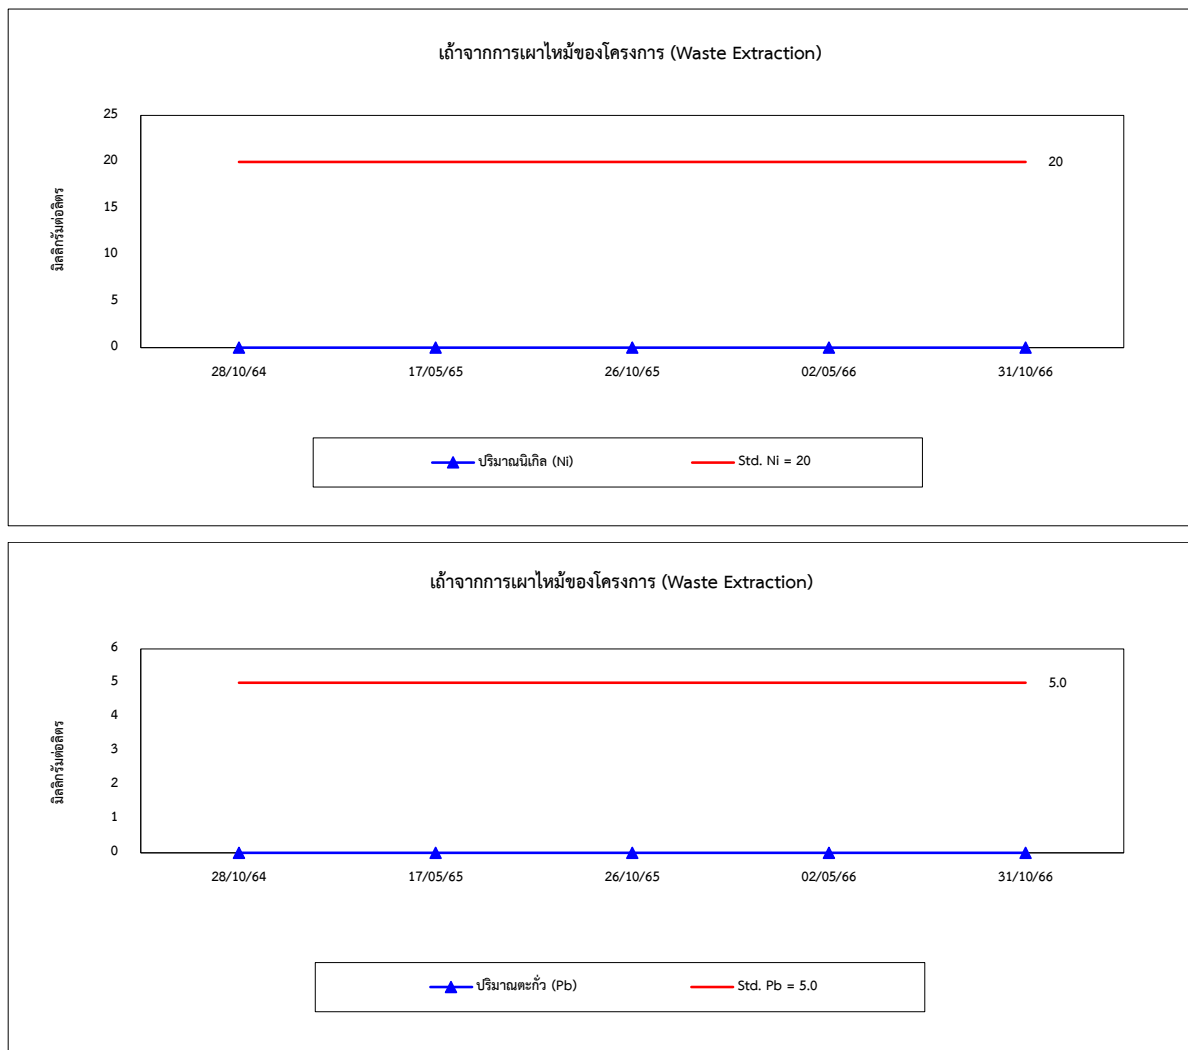 เถ้าจากการเผาไหม้ของโครงการ (Waste Extraction)
25
20
15
10
5
0
มิลลิกรัมต่อลิตร
20
28/10/64 17/05/65 26/10/65 02/05/66 31/10/66
ปริมาณนิเกิล (Ni) Std. Ni = 20
เถ้าจากการเผาไหม้ของโครงการ (Waste Extraction)
6
5
4
3
2
1
0
มิลลิกรัมต่อลิตร
5.0
28/10/64 17/05/65 26/10/65 02/05/66 31/10/66
ปริมาณตะกั่ว (Pb) Std. Pb = 5.0